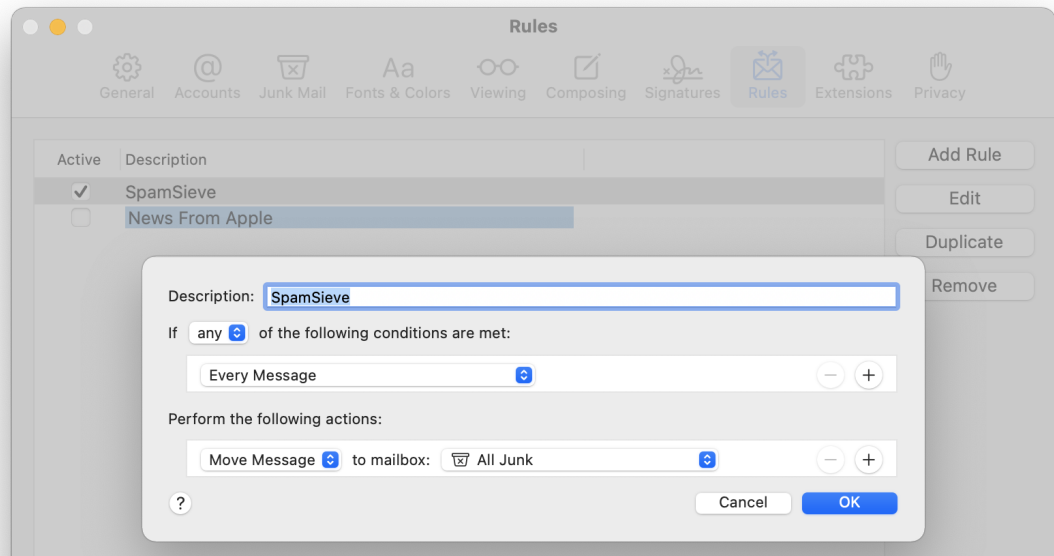 Rules
General Accounts Junk Mail Fonts & Colors Viewing Composing Signatures Rules Extensions Privacy
Active Description
SpamSieve
News From Apple
Add Rule
Edit
Duplicate
Remove
Description: SpamSieve
If any of the following conditions are met:
Every Message
Perform the following actions:
Move Message to mailbox: All Junk
? Cancel OK